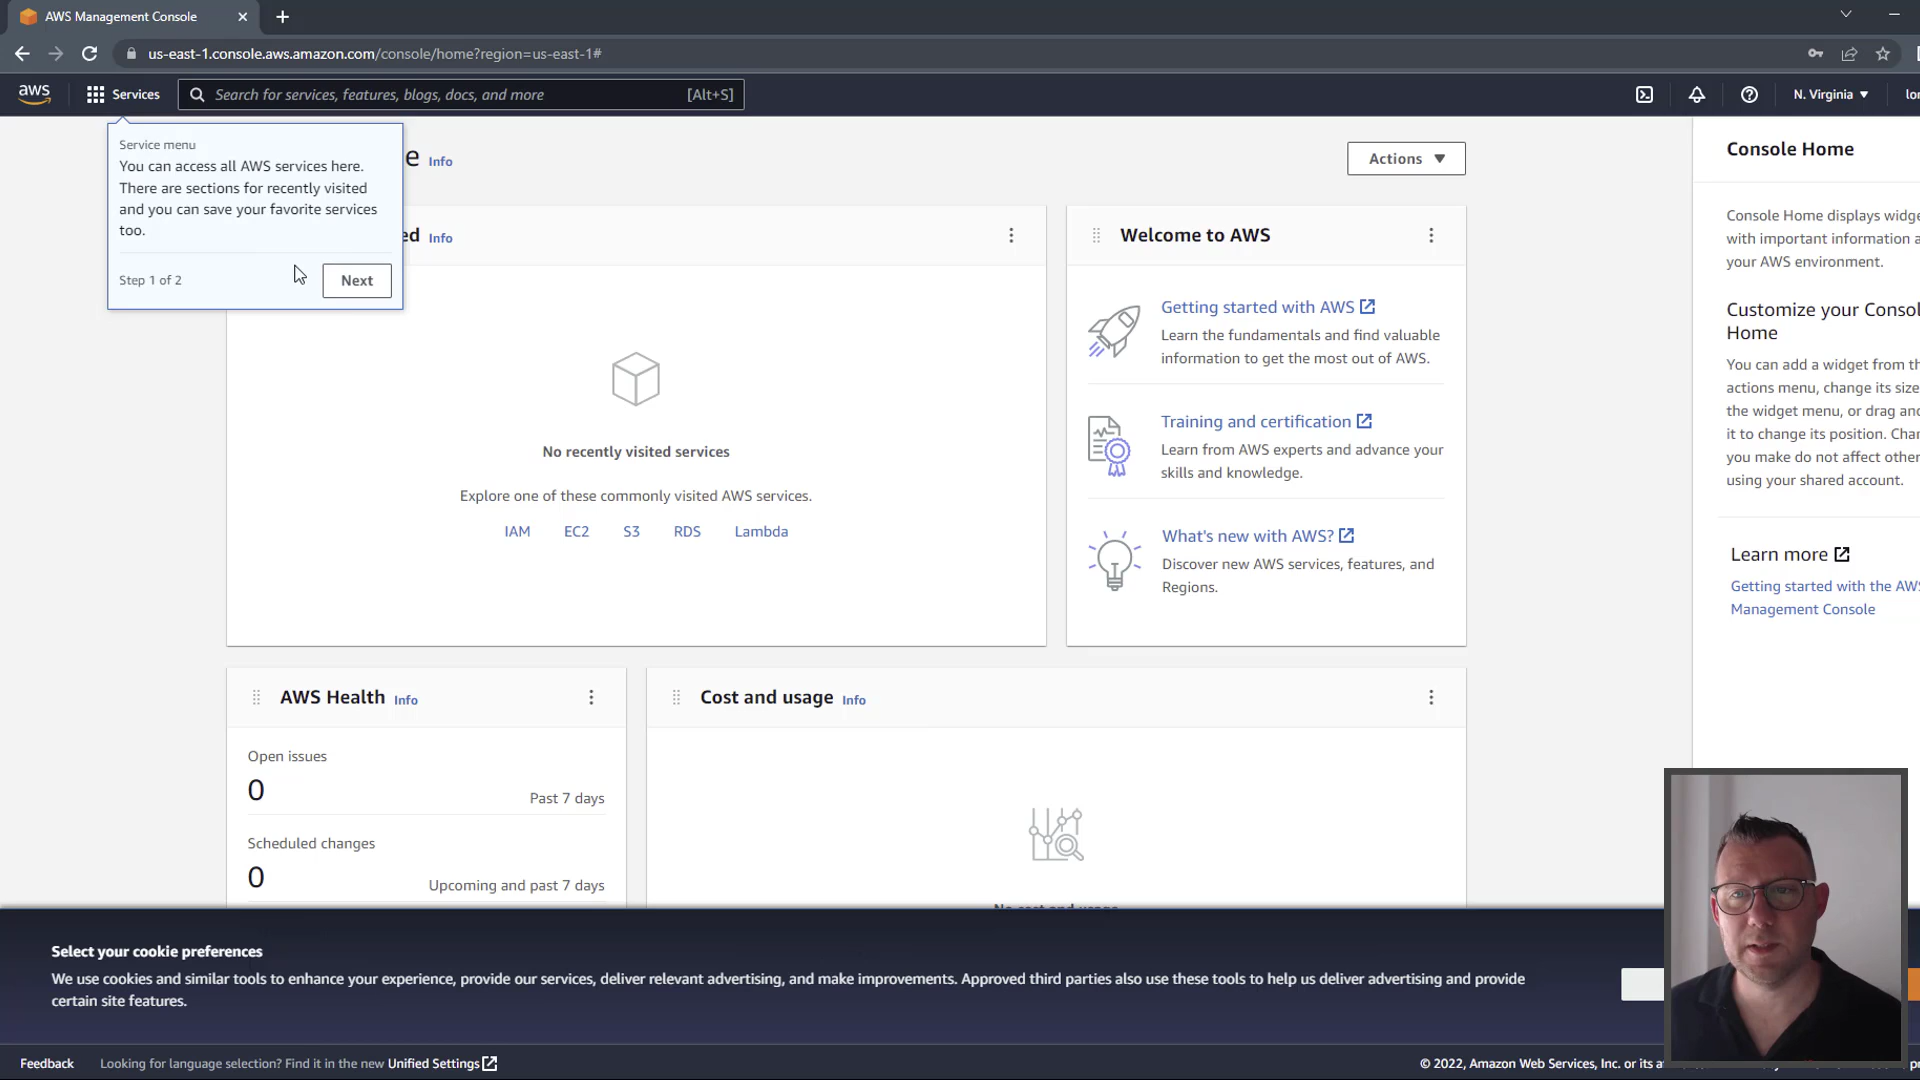 AWS Management Console
us-east-1.console.aws.amazon.com/console/home?region=us-east-1#
aws
Services
Search for services, features, blogs, docs, and more
[Alt+S]
N. Virginia
Service menu
You can access all AWS services here.
There are sections for recently visited
and you can save your favorite services
too.
Step 1 of 2
Next
Info
Actions
Info
No recently visited services
Explore one of these commonly visited AWS services.
IAM EC2 S3 RDS Lambda
Welcome to AWS
Getting started with AWS
Learn the fundamentals and find valuable
information to get the most out of AWS.
Training and certification
Learn from AWS experts and advance your
skills and knowledge.
What's new with AWS?
Discover new AWS services, features, and
Regions.
Console Home
Console Home displays
with important information
your AWS environment.
Customize your
Home
You can add a widget from
actions menu, change its size
the widget menu, or drag
it to change its position.
you make do not affect other
using your shared account.
Learn more
Getting started with the
Management Console
AWS Health Info
Open issues
0
Past 7 days
Scheduled changes
0
Upcoming and past 7 days
Cost and usage Info
Select your cookie preferences
We use cookies and similar tools to enhance your experience, provide our services, deliver relevant advertising, and make improvements. Approved third parties also use these tools to help us deliver advertising and provide
certain site features.
Feedback
Looking for language selection? Find it in the new Unified Settings
© 2022, Amazon Web Services, Inc. or its